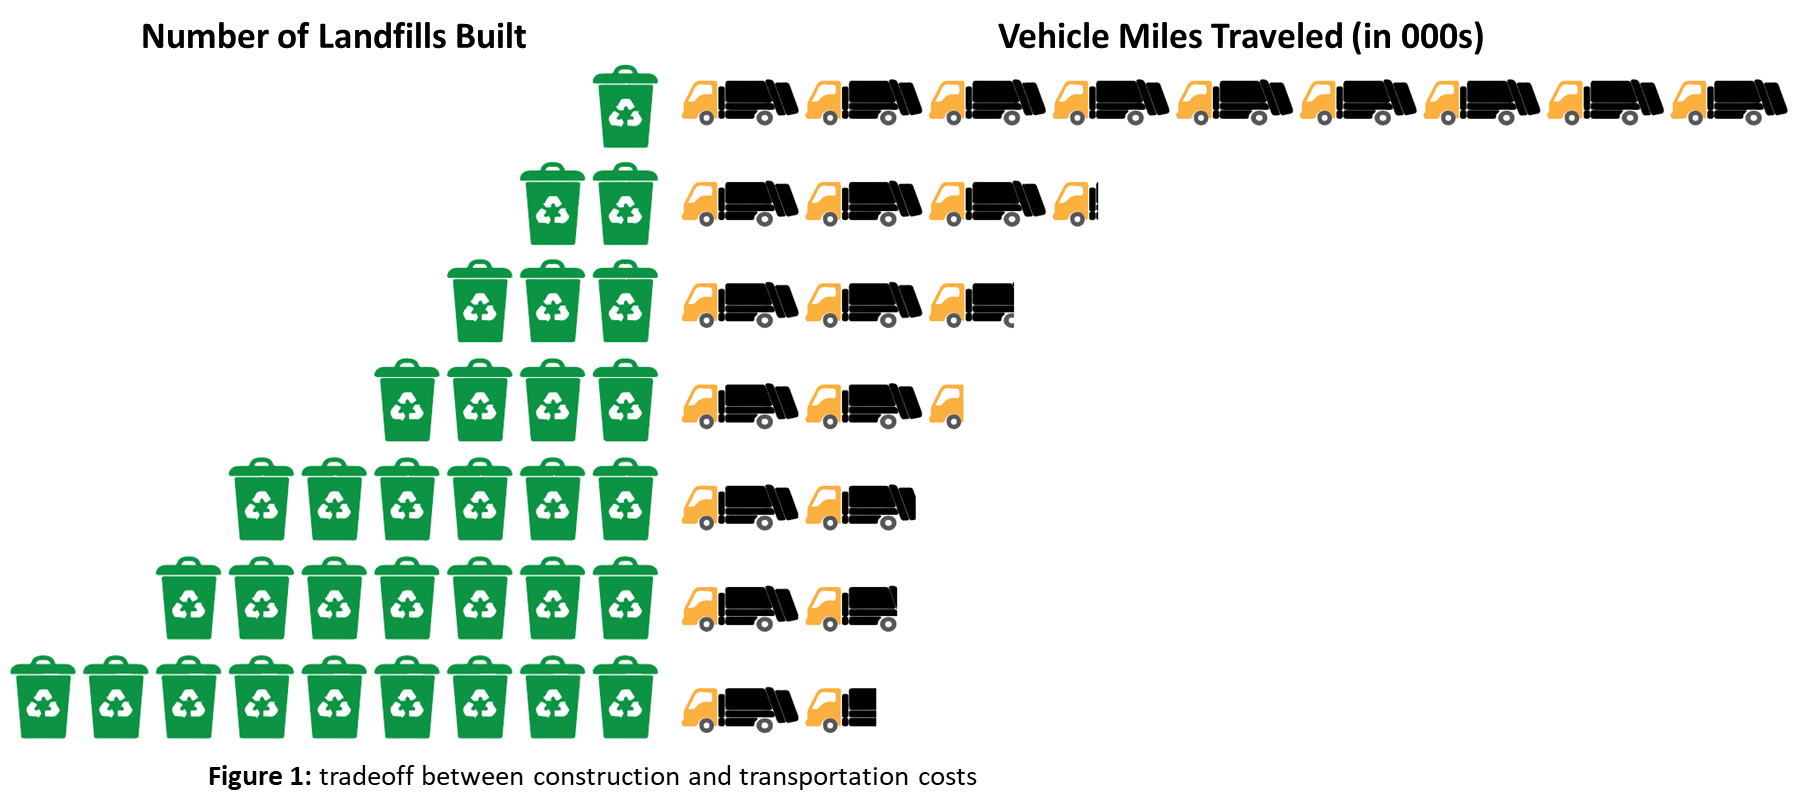 Number of Landfills Built
Vehicle Miles Traveled (in 000s)
Figure 1: tradeoff between construction and transportation costs